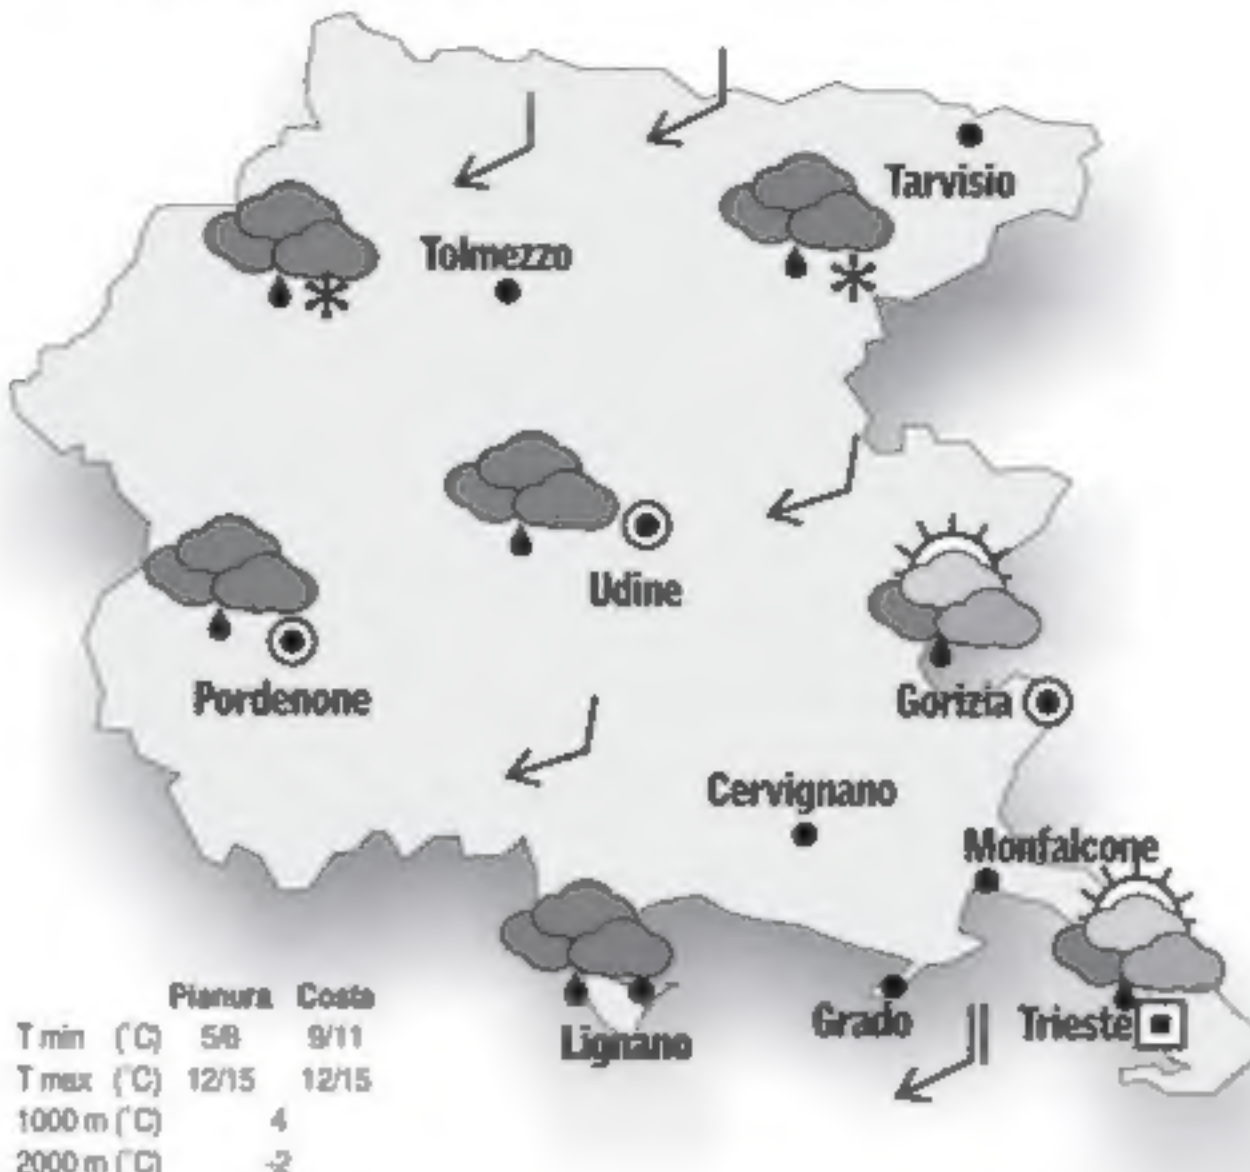 Tarvisio
Tolmezzo
Udine
Pordenone
Gorizia
Cervignano
Monfalcone
Grado
Trieste
Lignano
Pianura Costa
T min (°C) 5/8 9/11
T max (°C) 12/15 12/15
1000 m (°C) 4
2000 m (°C) -2